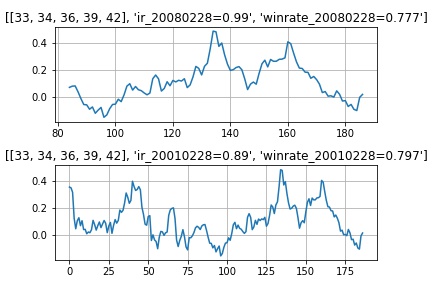 [[33, 34, 36, 39, 42], 'ir_20080228=0.99', 'winrate_20080228=0.777']
0.4
0.2
0.0
80 100 120 140 160 180
[[33, 34, 36, 39, 42], 'ir_20010228=0.89', 'winrate_20010228=0.797']
0.4
0.2
0.0
0 25 50 75 100 125 150 175